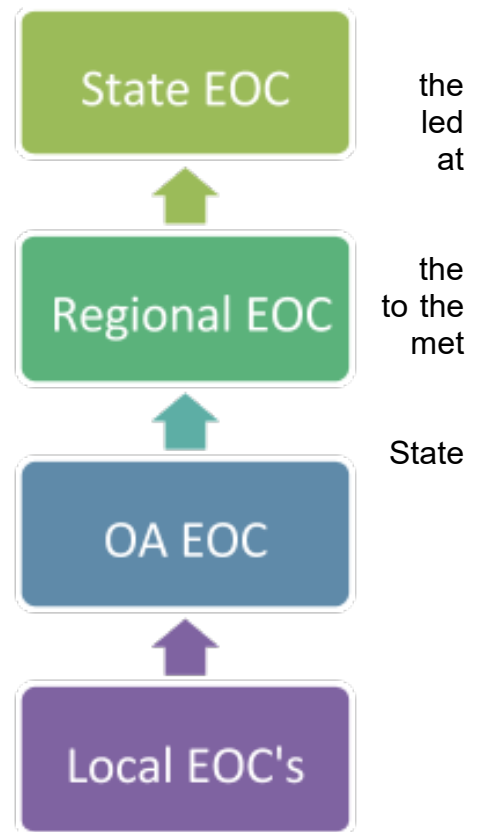 State EOC
the
led
at
Regional EOC
the
to the
met
OA EOC
State
Local EOC's